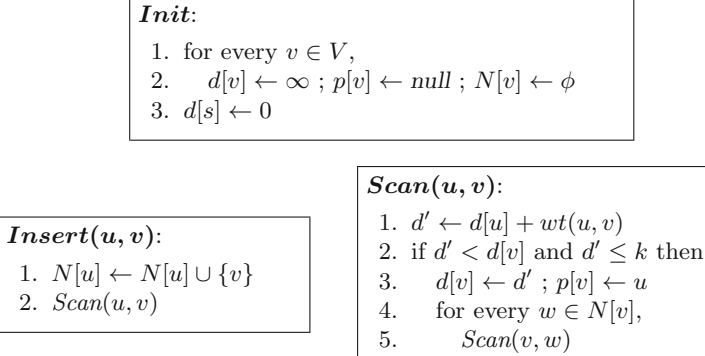 Init:
1. for every v ∈ V,
2. d[v] ← ∞ ; p[v] ← null ; N[v] ← ϕ
3. d[s] ← 0
Insert(u, v):
1. N[u] ← N[u] ∪ {v}
2. Scan(u, v)
Scan(u, v):
1. d′ ← d[u] + wt(u, v)
2. if d′ < d[v] and d′ ≤ k then
3. d[v] ← d′ ; p[v] ← u
4. for every w ∈ N[v],
5. Scan(v, w)